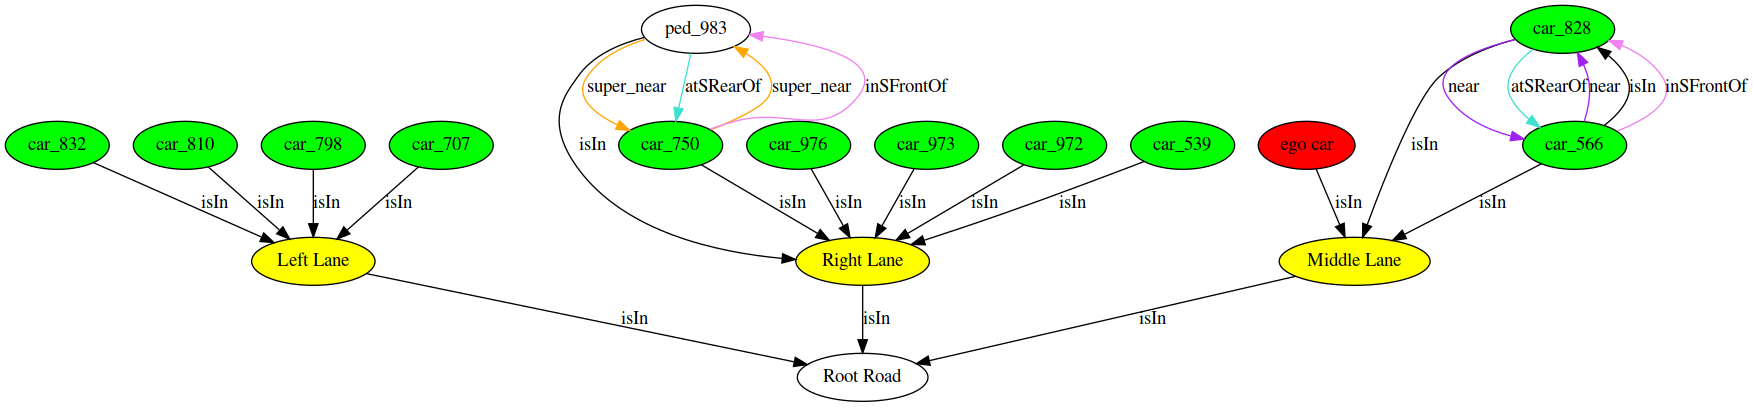 ped_983
car_828
super_near
atSRearOf
super_near
inSFrontOf
near
atSRearOf
near
isIn
inSFrontOf
isIn
isIn
car_832
car_810
car_798
car_707
car_750
car_976
car_973
car_972
car_539
ego car
car_566
isIn
isIn
isIn
isIn
isIn
isIn
isIn
isIn
isIn
isIn
isIn
Left Lane
Right Lane
Middle Lane
isIn
isIn
isIn
Root Road